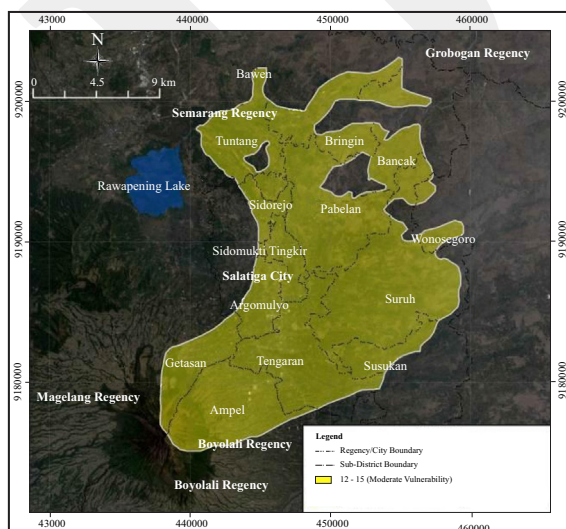 43000
440000
450000
460000
N
0
4.5
9 km
9200000
9190000
9180000
9200000
9190000
9180000
Grobogan Regency
Bawen
Semarang Regency
Tuntang
Bringin
Bancak
Rawapening Lake
Sidorejo
Pabelan
Wonosegoro
Sidomukti Tingkir
Salatiga City
Argomulyo
Suruh
Getasan
Tengaran
Susukan
Magelang Regency
Ampel
Boyolali Regency
Boyolali Regency
Legend
Regency/City Boundary
Sub-District Boundary
12 - 15 (Moderate Vulnerability)
43000
440000
450000
460000